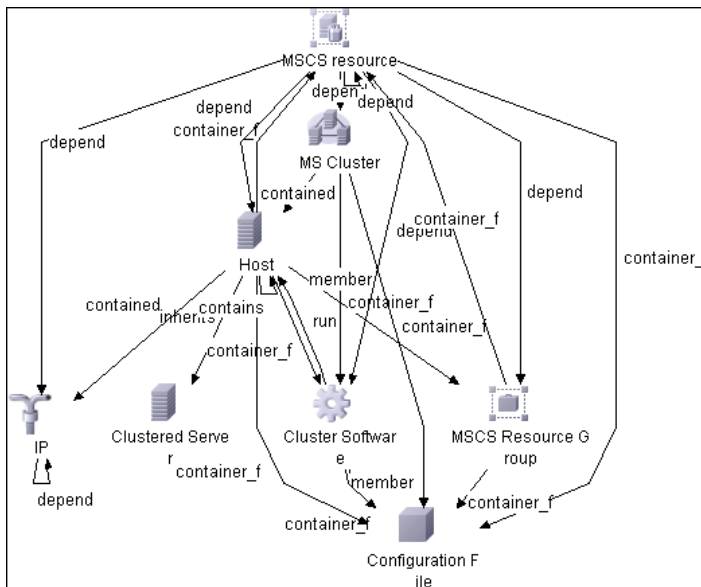 MSCS resource
depen
depend
depend
container_f
depend
MS Cluster
contained
depend
container_f
depend
Host
container_
member
contained
inherits
contains
container_f
run
container_f
container_f
IP
Clustered Serve
r
Cluster Softwar
e
MSCS Resource G
roup
container_f
member
depend
container_f
container_f
Configuration F
ile